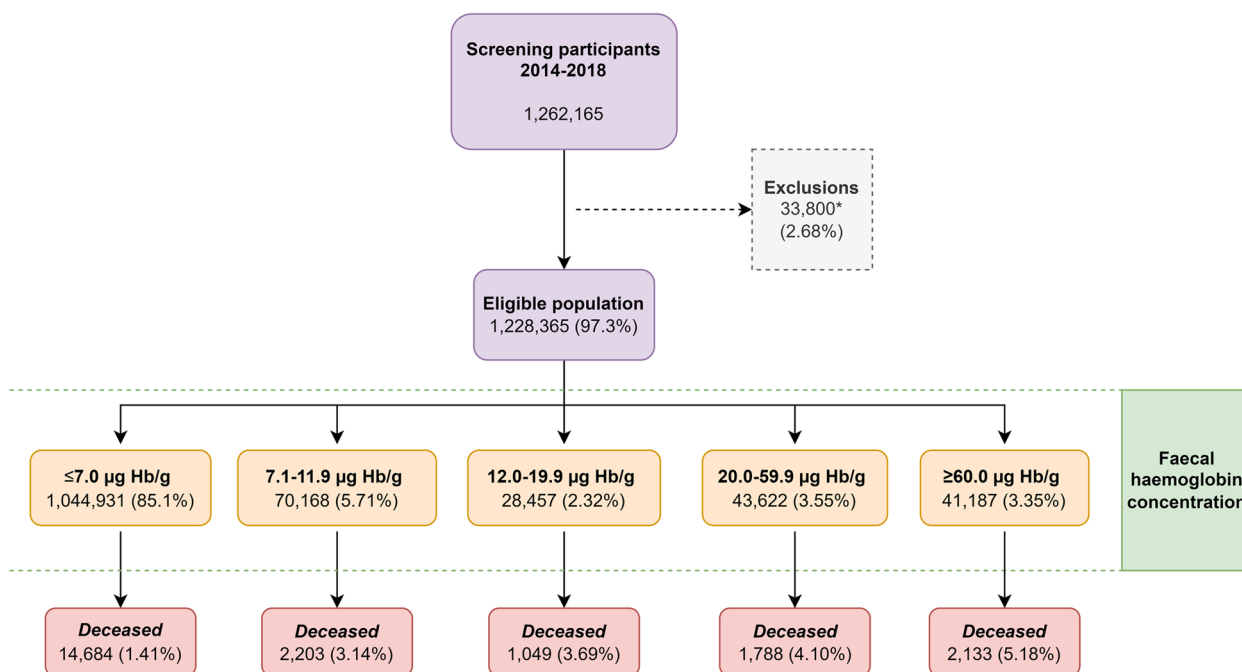 Screening participants
2014-2018
1,262,165
Exclusions
33,800*
(2.68%)
Eligible population
1,228,365 (97.3%)
≤7.0 µg Hb/g
1,044,931 (85.1%)
7.1-11.9 µg Hb/g
70,168 (5.71%)
12.0-19.9 µg Hb/g
28,457 (2.32%)
20.0-59.9 µg Hb/g
43,622 (3.55%)
≥60.0 µg Hb/g
41,187 (3.35%)
Faecal
haemoglobin
concentration
Deceased
14,684 (1.41%)
Deceased
2,203 (3.14%)
Deceased
1,049 (3.69%)
Deceased
1,788 (4.10%)
Deceased
2,133 (5.18%)